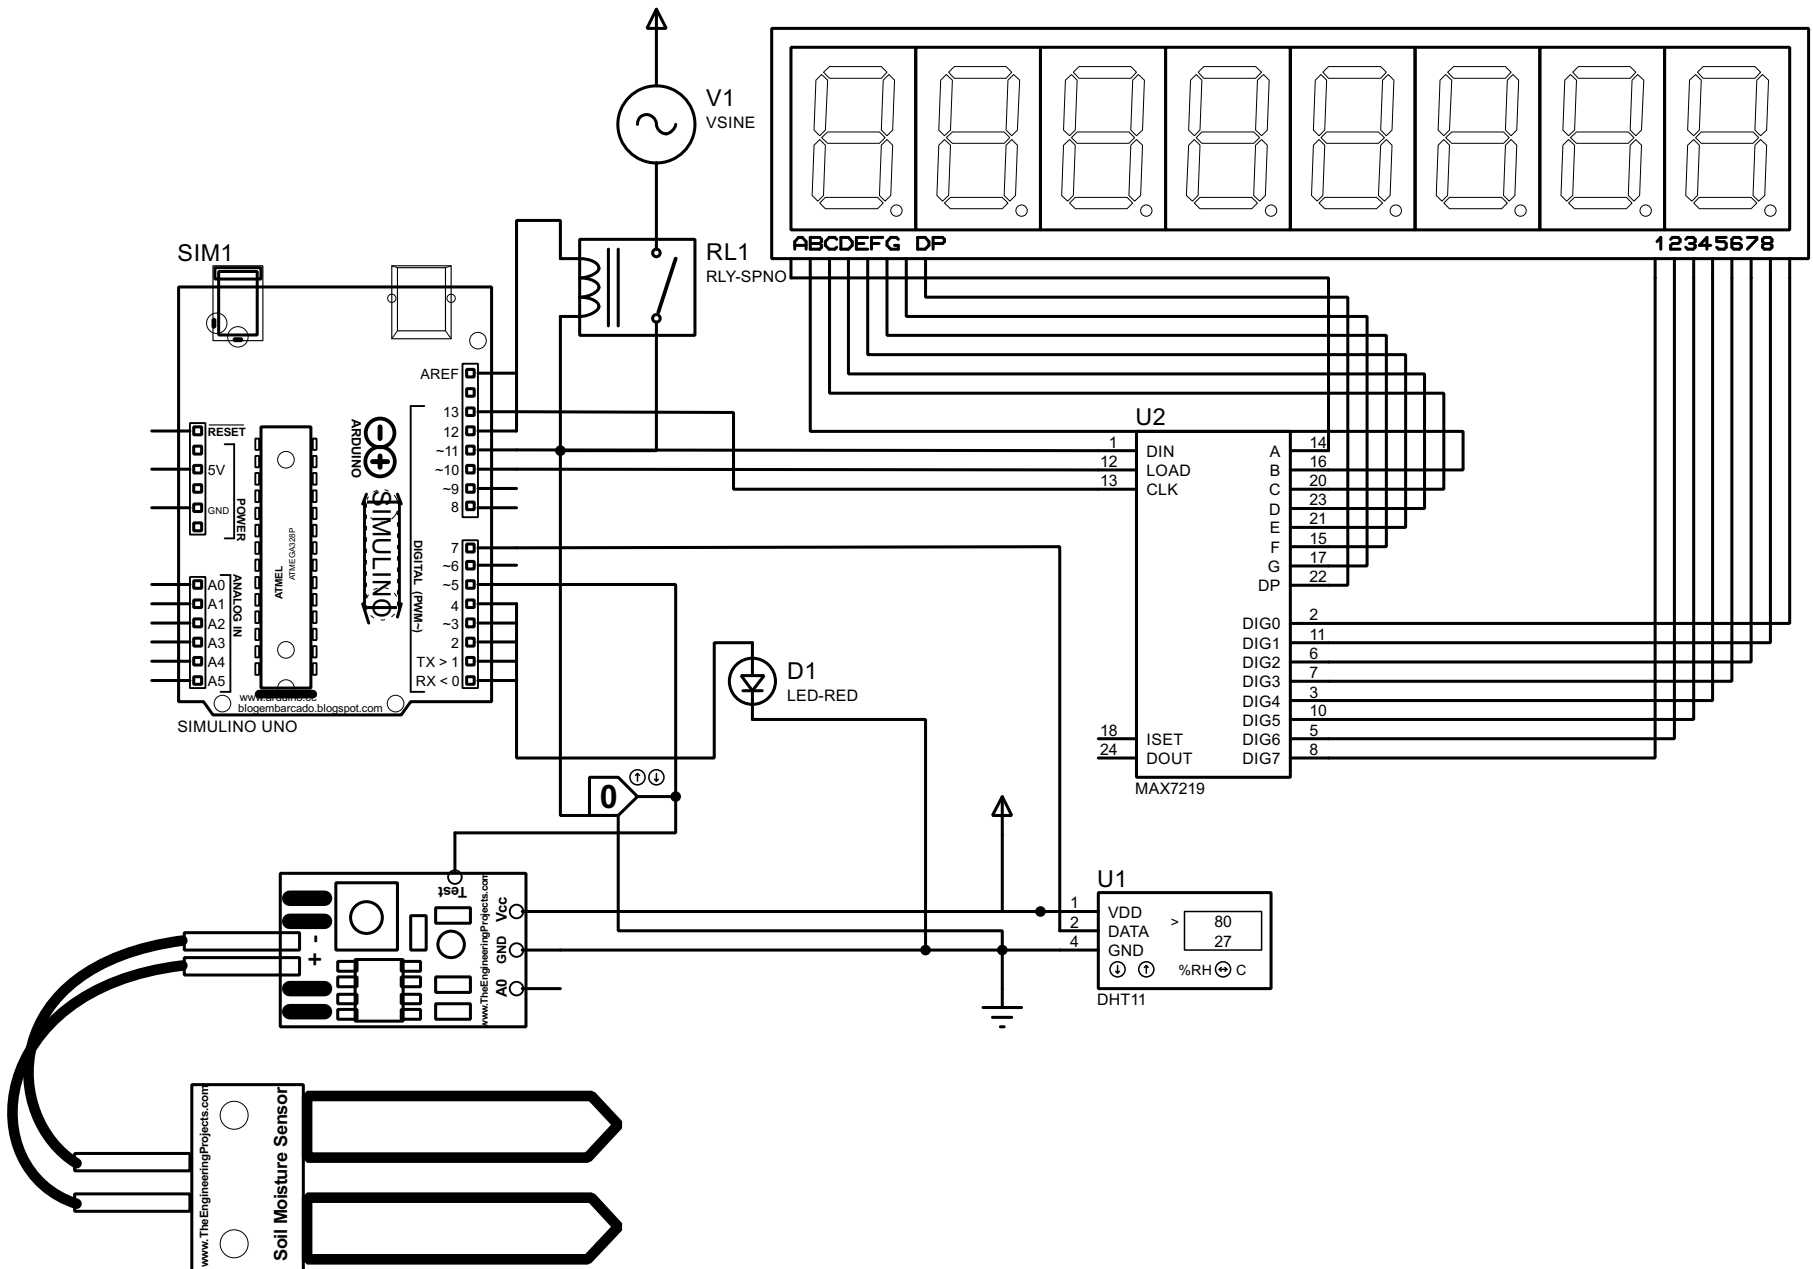 V1
VSINE
ABCDEFG DP
12345678
SIM1
RL1
RLY-SPNO
AREF
13
12
~11
~10
~9
8
RESET
5V
GND
POWER
ARDUINO
SIMULINO
ATMEL
ATMEGA328P
DIGITAL (PWM~)
7
~6
~5
4
~3
2
TX > 1
RX < 0
A0
A1
A2
A3
A4
A5
ANALOG IN
www.arduino.cc
blogembarcado.blogspot.com
SIMULINO UNO
U2
1 DIN
12 LOAD
13 CLK
A 14
B 16
C 20
D 23
E 21
F 15
G 17
DP 22
DIG0 2
DIG1 11
DIG2 6
DIG3 7
DIG4 3
DIG5 10
DIG6 5
DIG7 8
18 ISET
24 DOUT
MAX7219
D1
LED-RED
0
Test
Vcc
GND
A0
-
+
www.TheEngineeringProjects.com
U1
1 VDD
2 DATA
4 GND
>
80
27
%RH C
DHT11
www.TheEngineeringProjects.com
Soil Moisture Sensor